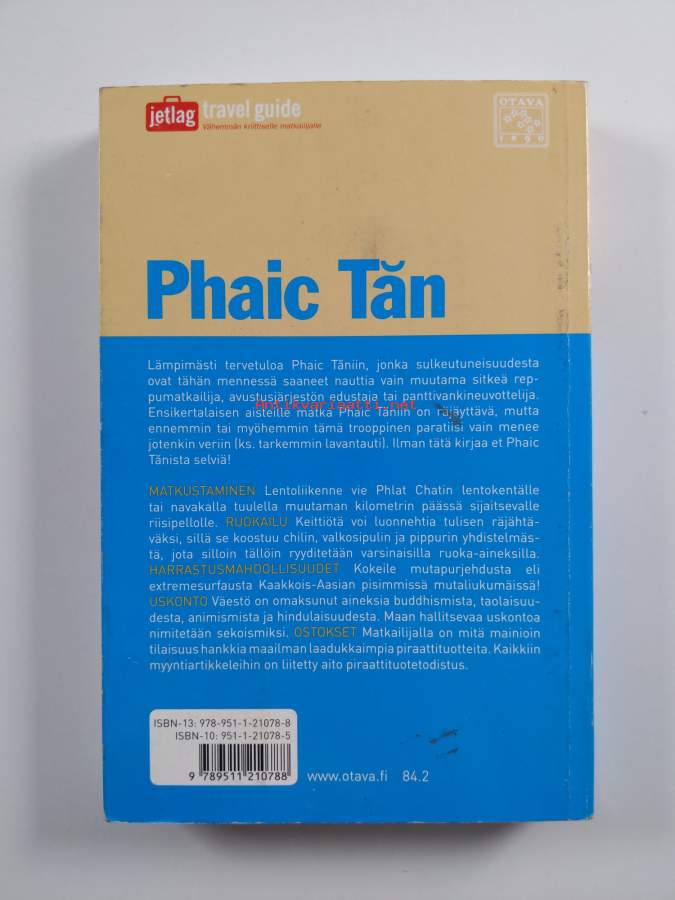 jetlag travel guide
Vähemmän kriittiselle matkailijalle
OTAVA
1890
Phaic Tăn
Lämpimästi tervetuloa Phaic Tăniin, jonka sulkeutuneisuudesta
ovat tähän mennessä saaneet nauttia vain muutama sitkeä rep-
pumatkailija, avustusjärjestön edustaja tai panttivankineuvottelija.
Antikvariaatti.net
Ensikertalaisen aisteille matka Phaic Tăniin on räjäyttävä, mutta
ennemmin tai myöhemmin tämä trooppinen paratiisi vain menee
jotenkin veriin (ks. tarkemmin lavantauti). Ilman tätä kirjaa et Phaic
Tănista selviä!
MATKUSTAMINEN Lentoliikenne vie Phlat Chatin lentokentälle
tai navakalla tuulella muutaman kilometrin päässä sijaitsevalle
riisipellolle. RUOKAILU Keittiötä voi luonnehtia tulisen räjähtä-
väksi, sillä se koostuu chilin, valkosipulin ja pippurin yhdistelmäs-
tä, jota silloin tällöin ryyditetään varsinaisilla ruoka-aineksilla.
HARRASTUSMAHDOLLISUUDET Kokeile mutapurjehdusta eli
extremesurfausta Kaakkois-Aasian pisimmissä mutaliukumäissä!
USKONTO Väestö on omaksunut aineksia buddhismista, taolaisuu-
desta, animismista ja hindulaisuudesta. Maan hallitsevaa uskontoa
nimitetään sekoismiksi. OSTOKSET Matkailijalla on mitä mainioin
tilaisuus hankkia maailman laadukkaimpia piraattituotteita. Kaikkiin
myyntiartikkeleihin on liitetty aito piraattituotetodistus.
ISBN-13: 978-951-1-21078-8
ISBN-10: 951-1-21078-5
9 789511 210788
www.otava.fi 84.2